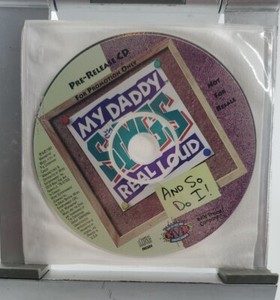 PRE-RELEASE CD
FOR PROMOTION ONLY
NOT
FOR
RESALE
MY DADDY
SINGS
REAL LOUD
AND SO
DO I!